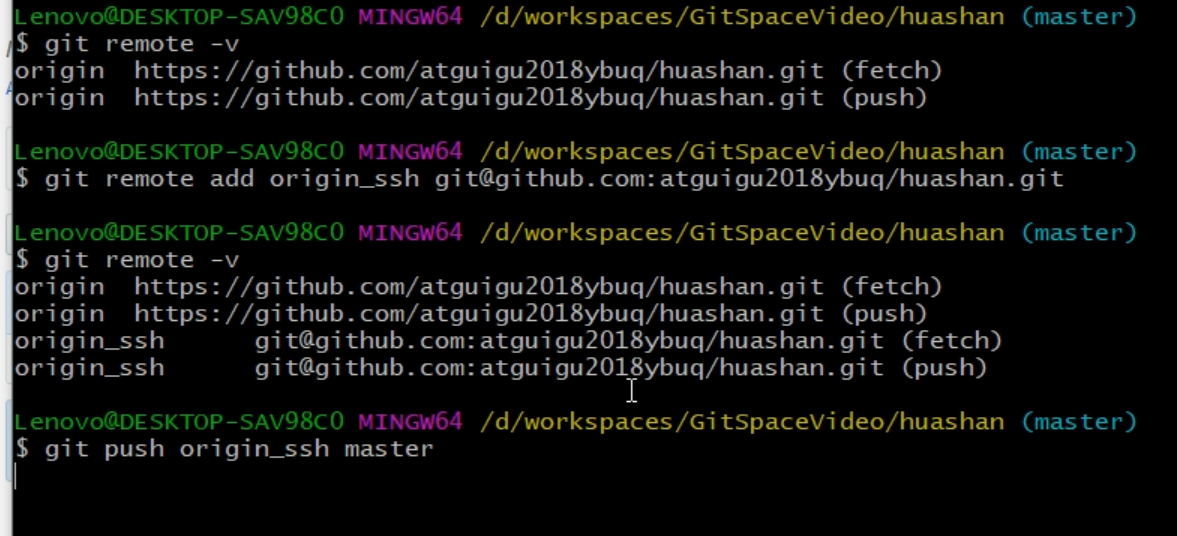 Lenovo@DESKTOP-SAV98C0 MINGW64 /d/workspaces/GitSpaceVideo/huashan (master)
$ git remote -v
origin  https://github.com/atguigu2018ybuq/huashan.git (fetch)
origin  https://github.com/atguigu2018ybuq/huashan.git (push)
Lenovo@DESKTOP-SAV98C0 MINGW64 /d/workspaces/GitSpaceVideo/huashan (master)
$ git remote add origin_ssh git@github.com:atguigu2018ybuq/huashan.git
Lenovo@DESKTOP-SAV98C0 MINGW64 /d/workspaces/GitSpaceVideo/huashan (master)
$ git remote -v
origin  https://github.com/atguigu2018ybuq/huashan.git (fetch)
origin  https://github.com/atguigu2018ybuq/huashan.git (push)
origin_ssh      git@github.com:atguigu2018ybuq/huashan.git (fetch)
origin_ssh      git@github.com:atguigu2018ybuq/huashan.git (push)
Lenovo@DESKTOP-SAV98C0 MINGW64 /d/workspaces/GitSpaceVideo/huashan (master)
$ git push origin_ssh master